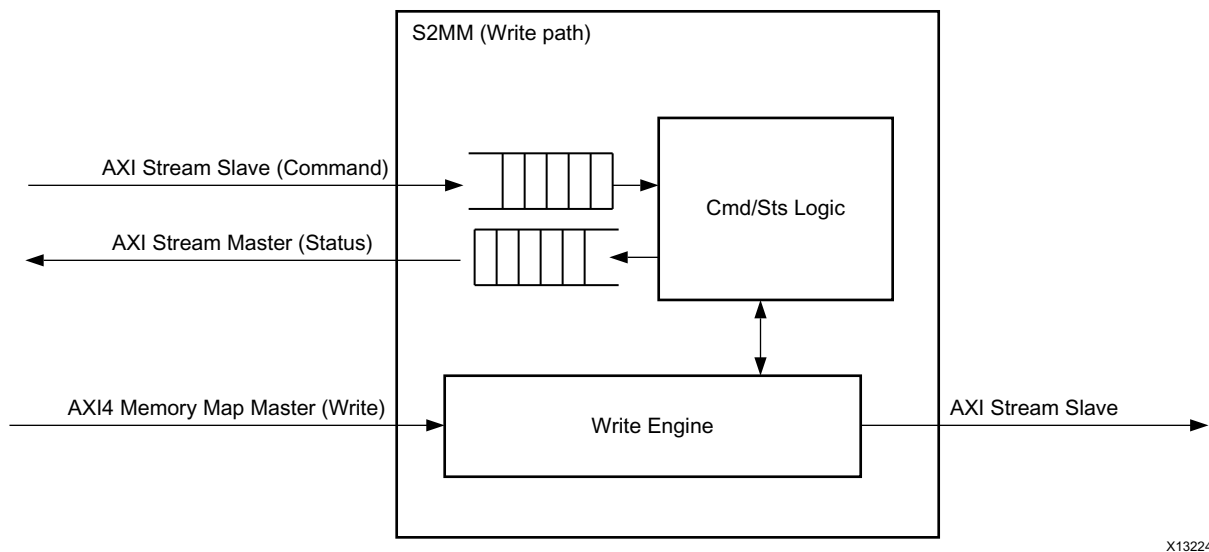 S2MM (Write path)
AXI Stream Slave (Command)
Cmd/Sts Logic
AXI Stream Master (Status)
AXI4 Memory Map Master (Write)
Write Engine
AXI Stream Slave
X13224